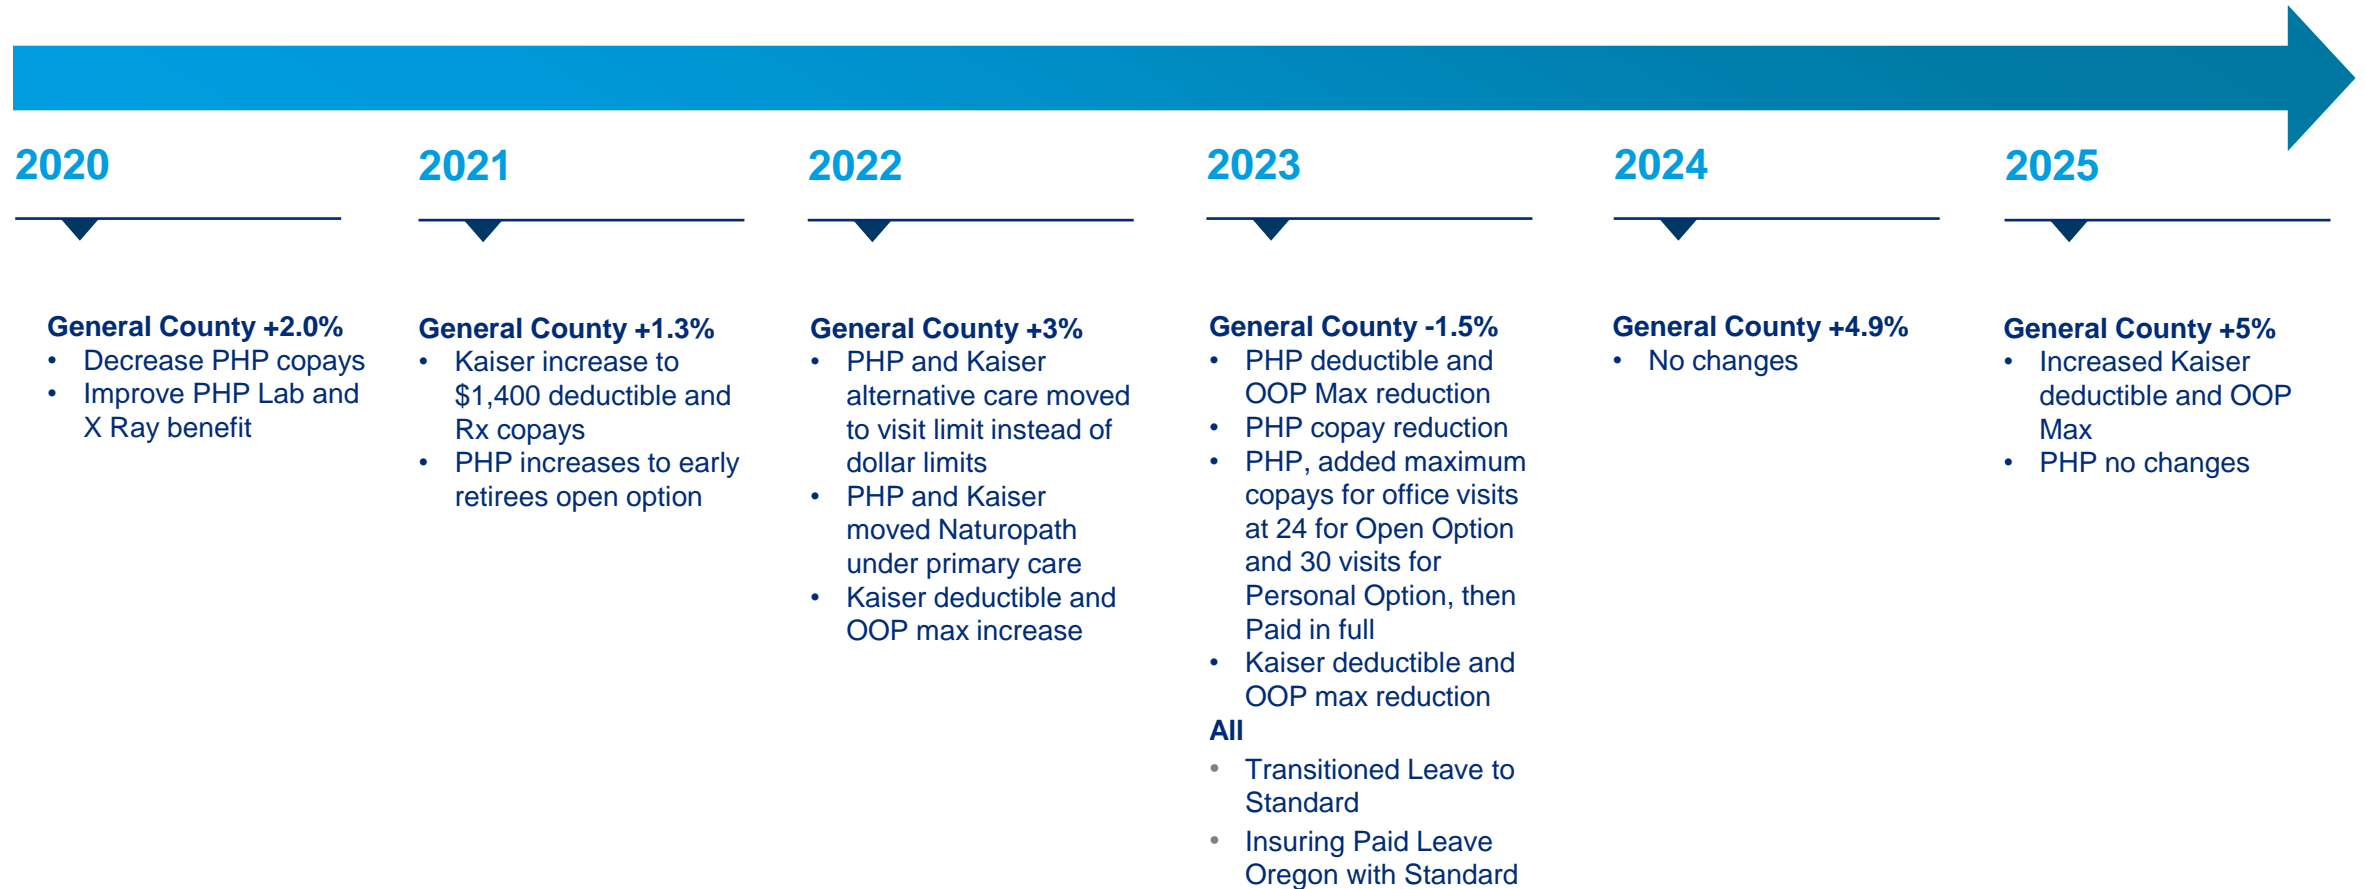 2020
General County +2.0%
• Decrease PHP copays
• Improve PHP Lab and
X Ray benefit
2021
General County +1.3%
• Kaiser increase to
$1,400 deductible and
Rx copays
• PHP increases to early
retirees open option
2022
General County +3%
• PHP and Kaiser
alternative care moved
to visit limit instead of
dollar limits
• PHP and Kaiser
moved Naturopath
under primary care
• Kaiser deductible and
OOP max increase
2023
General County -1.5%
• PHP deductible and
OOP Max reduction
• PHP copay reduction
• PHP, added maximum
copays for office visits
at 24 for Open Option
and 30 visits for
Personal Option, then
Paid in full
• Kaiser deductible and
OOP max reduction
All
• Transitioned Leave to
Standard
• Insuring Paid Leave
Oregon with Standard
2024
General County +4.9%
• No changes
2025
General County +5%
• Increased Kaiser
deductible and OOP
Max
• PHP no changes